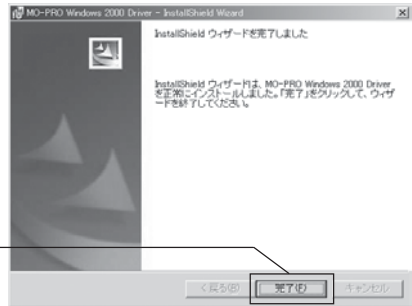 MO-PRO Windows 2000 Driver - InstallShield Wizard
InstallShield ウィザードを完了しました
InstallShield ウィザードは、MO-PRO Windows 2000 Driver
を正常にインストールしました。「完了」をクリックして、ウィザ
ードを終了してください。
< 戻る(B)
完了(F)
キャンセル